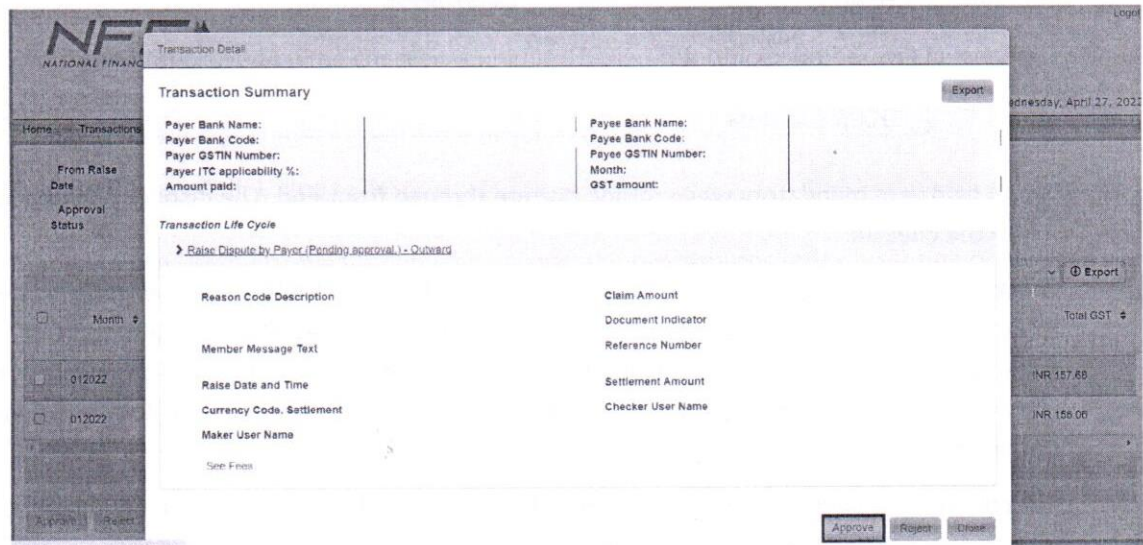 Logo
NFS
NATIONAL FINANC
Transaction Detail
Transaction Summary
Export
ednesday, April 27, 2022
Home
Transactions
Payer Bank Name:
Payer Bank Code:
Payer GSTIN Number:
Payer ITC applicability %:
Amount paid:
Payee Bank Name:
Payee Bank Code:
Payee GSTIN Number:
Month:
GST amount:
From Raise
Date
Approval
Status
Transaction Life Cycle
Raise Dispute by Payer (Pending approval.) - Outward
Export
Month
Total GST
Reason Code Description
Claim Amount
Document Indicator
Member Message Text
Reference Number
Raise Date and Time
Settlement Amount
Currency Code, Settlement
Checker User Name
Maker User Name
See Fees
012022
INR 157.68
012022
INR 156.06
Approve
Reject
Approve
Reject
Close